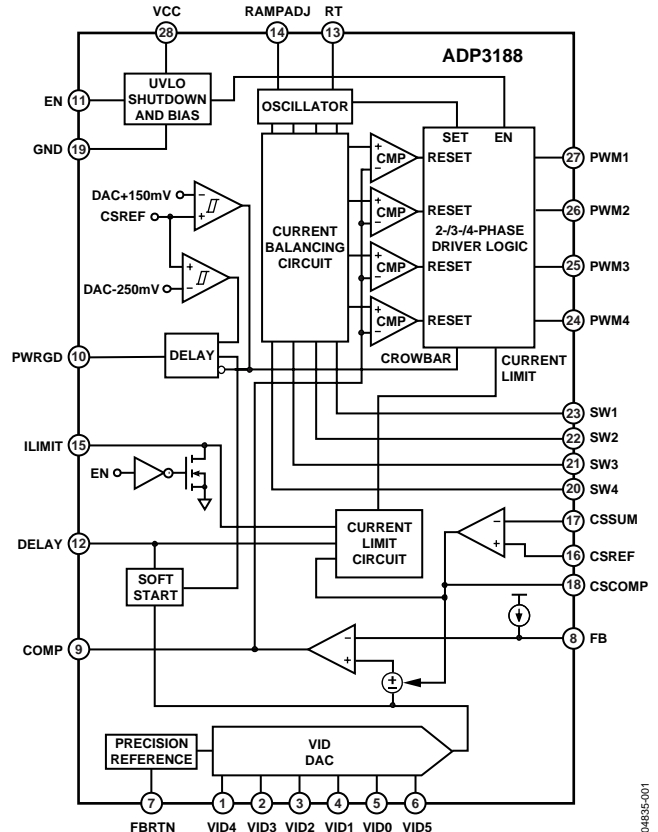 VCC
RAMPADJ
RT
28
14
13
ADP3188
UVLO
SHUTDOWN
AND BIAS
EN
11
OSCILLATOR
GND
19
SET
EN
DAC+150mV
−
CSREF
+
+
−
CMP
RESET
27
PWM1
+
−
CMP
RESET
26
PWM2
CURRENT
BALANCING
CIRCUIT
2-/3-/4-PHASE
DRIVER LOGIC
+
DAC-250mV
−
+
−
CMP
RESET
25
PWM3
+
−
CMP
RESET
24
PWM4
PWRGD
10
DELAY
CROWBAR
CURRENT
LIMIT
23
SW1
ILIMIT
15
22
SW2
EN
21
SW3
20
SW4
DELAY
12
CURRENT
LIMIT
CIRCUIT
−
17
CSSUM
+
16
CSREF
SOFT
START
18
CSCOMP
COMP
9
−
+
8
FB
±
PRECISION
REFERENCE
VID
DAC
7
1
2
3
4
5
6
FBRTN
VID4
VID3
VID2
VID1
VID0
VID5
04835-001